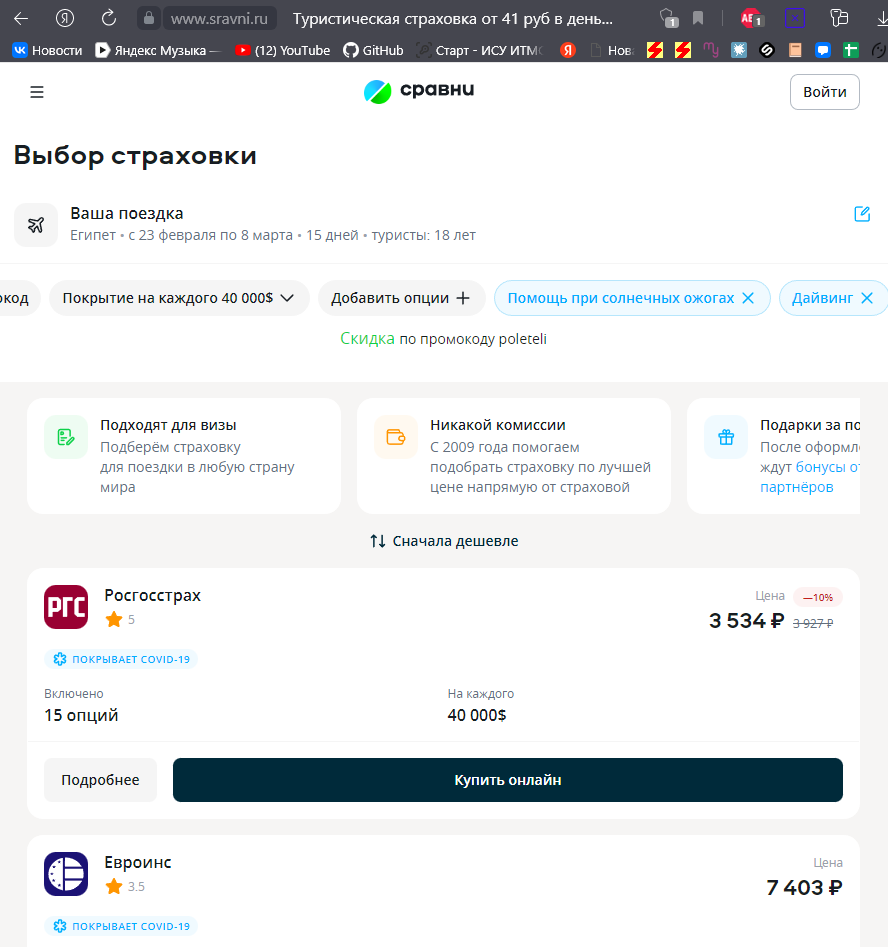 www.sravni.ru Туристическая страховка от 41 руб в день...
1
1
Новости Яндекс Музыка — (12) YouTube GitHub Старт - ИСУ ИТМО Нов
сравни
Войти
Выбор страховки
Ваша поездка
Египет • с 23 февраля по 8 марта • 15 дней • туристы: 18 лет
окод Покрытие на каждого 40 000$ Добавить опции Помощь при солнечных ожогах Дайвинг
Скидка по промокоду poleteli
Подходят для визы
Подберём страховку
для поездки в любую страну
мира
Никакой комиссии
С 2009 года помогаем
подобрать страховку по лучшей
цене напрямую от страховой
Подарки за по
После оформл
ждут бонусы от
партнёров
Сначала дешевле
РГС
Росгосстрах
5
Цена —10%
3 534 ₽ 3 927 ₽
ПОКРЫВАЕТ COVID-19
Включено
15 опций
На каждого
40 000$
Подробнее
Купить онлайн
Евроинс
3.5
Цена
7 403 ₽
ПОКРЫВАЕТ COVID-19